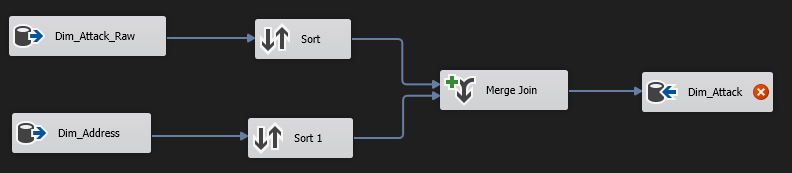 Dim_Attack_Raw
Sort
Merge Join
Dim_Attack
Dim_Address
Sort 1